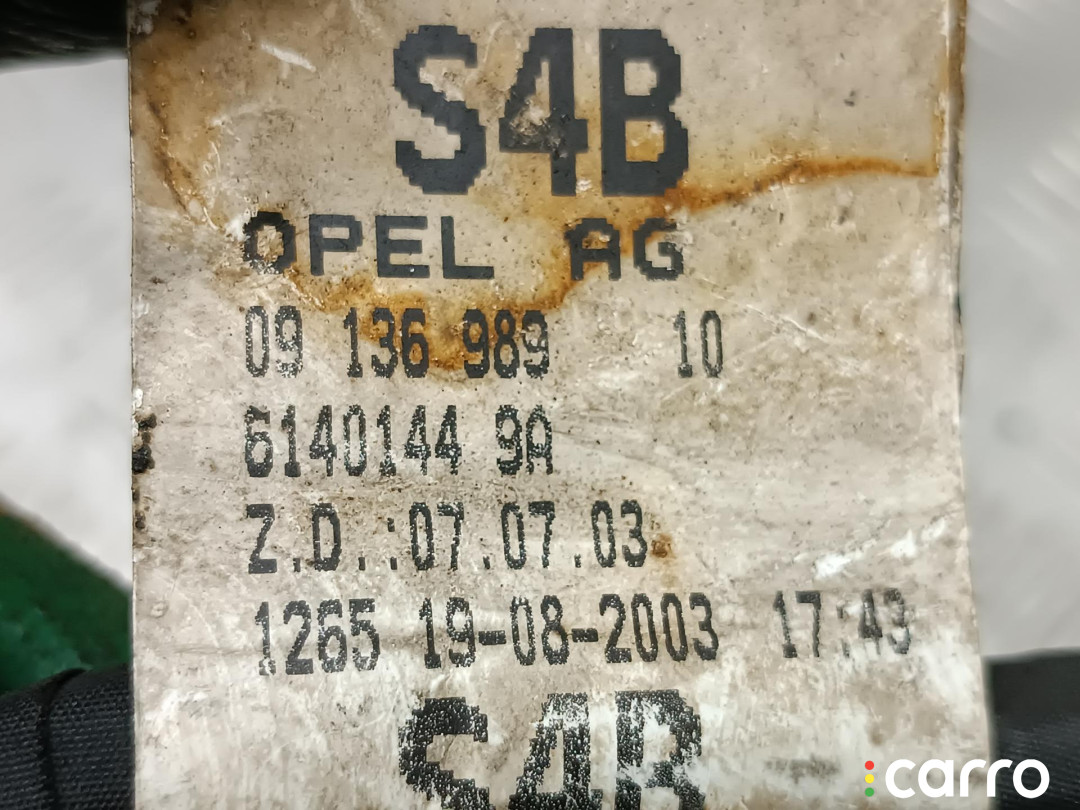 S4B
OPEL AG
09 136 989 10
6140144 9A
Z.D.:07.07.03
1265 19-08-2003 17:43
S4B
carro